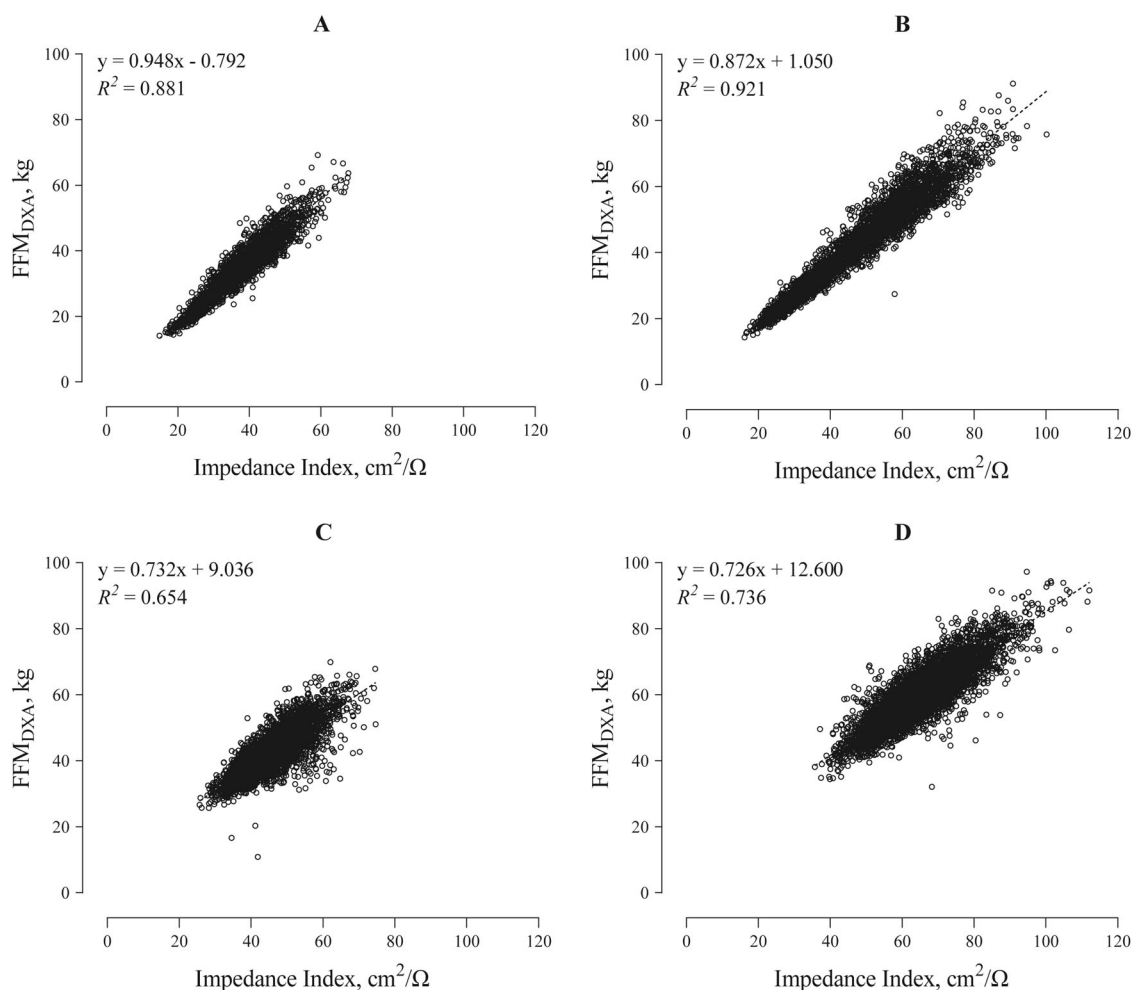 A
y = 0.948x - 0.792
R² = 0.881
100
80
60
40
20
0
FFM_DXA, kg
0 20 40 60 80 100 120
Impedance Index, cm²/Ω
B
y = 0.872x + 1.050
R² = 0.921
100
80
60
40
20
0
FFM_DXA, kg
0 20 40 60 80 100 120
Impedance Index, cm²/Ω
C
y = 0.732x + 9.036
R² = 0.654
100
80
60
40
20
0
FFM_DXA, kg
0 20 40 60 80 100 120
Impedance Index, cm²/Ω
D
y = 0.726x + 12.600
R² = 0.736
100
80
60
40
20
0
FFM_DXA, kg
0 20 40 60 80 100 120
Impedance Index, cm²/Ω